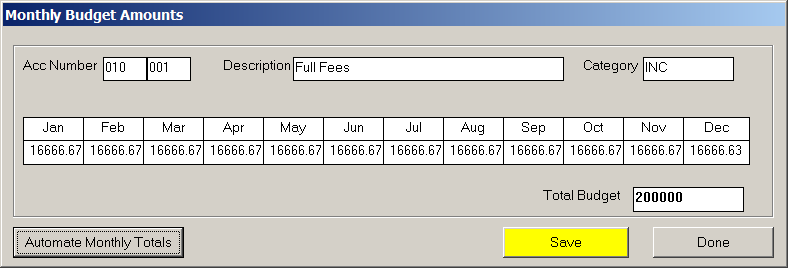 Monthly Budget Amounts
Acc Number 010 001 Description Full Fees Category INC
Jan Feb Mar Apr May Jun Jul Aug Sep Oct Nov Dec
16666.67 16666.67 16666.67 16666.67 16666.67 16666.67 16666.67 16666.67 16666.67 16666.67 16666.67 16666.63
Total Budget 200000
Automate Monthly Totals Save Done